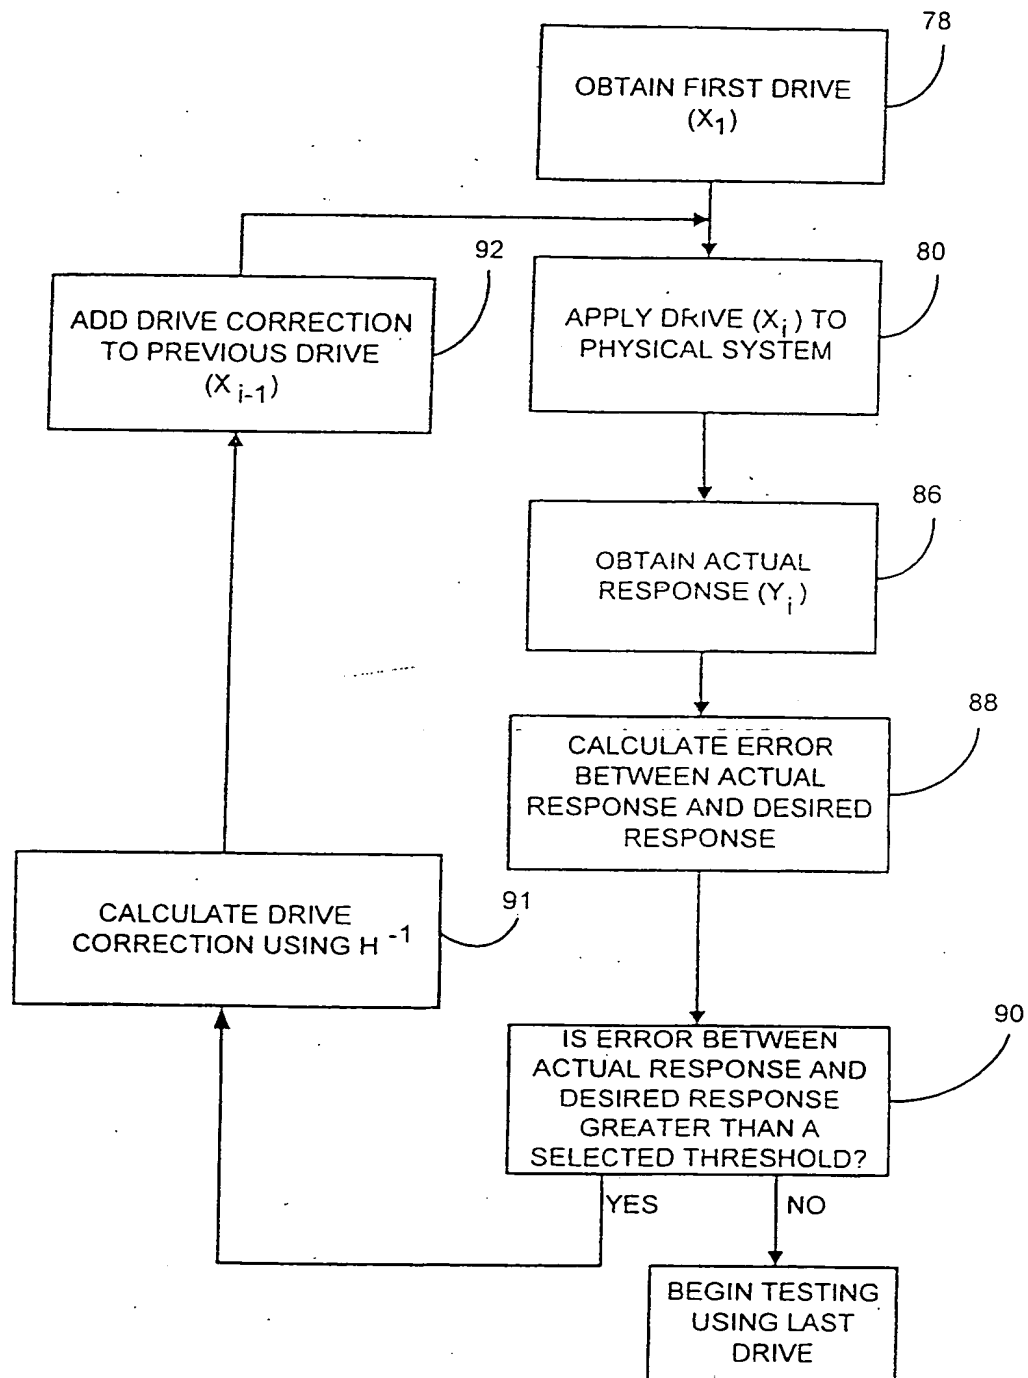 78
OBTAIN FIRST DRIVE
(X1)
92
ADD DRIVE CORRECTION
TO PREVIOUS DRIVE
(X i-1)
80
APPLY DRIVE (Xi) TO
PHYSICAL SYSTEM
86
OBTAIN ACTUAL
RESPONSE (Yi)
88
CALCULATE ERROR
BETWEEN ACTUAL
RESPONSE AND DESIRED
RESPONSE
91
CALCULATE DRIVE
CORRECTION USING H -1
90
IS ERROR BETWEEN
ACTUAL RESPONSE AND
DESIRED RESPONSE
GREATER THAN A
SELECTED THRESHOLD?
YES
NO
BEGIN TESTING
USING LAST
DRIVE